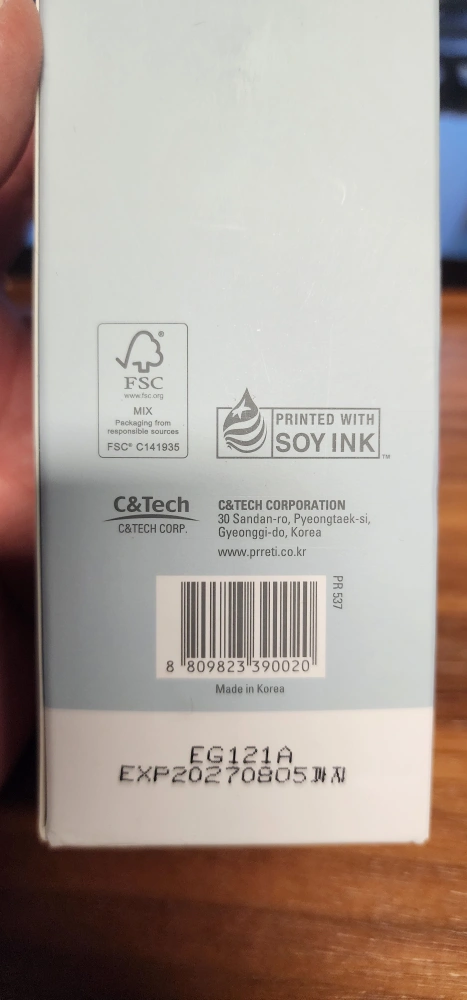 FSC®
www.fsc.org
MIX
Packaging from
responsible sources
FSC® C141935
PRINTED WITH
SOY INK™
C&Tech
C&TECH CORP.
C&TECH CORPORATION
30 Sandan-ro, Pyeongtaek-si,
Gyeonggi-do, Korea
www.prreti.co.kr
PR 537
8 809823 390020
Made in Korea
EG121A
EXP20270805까지